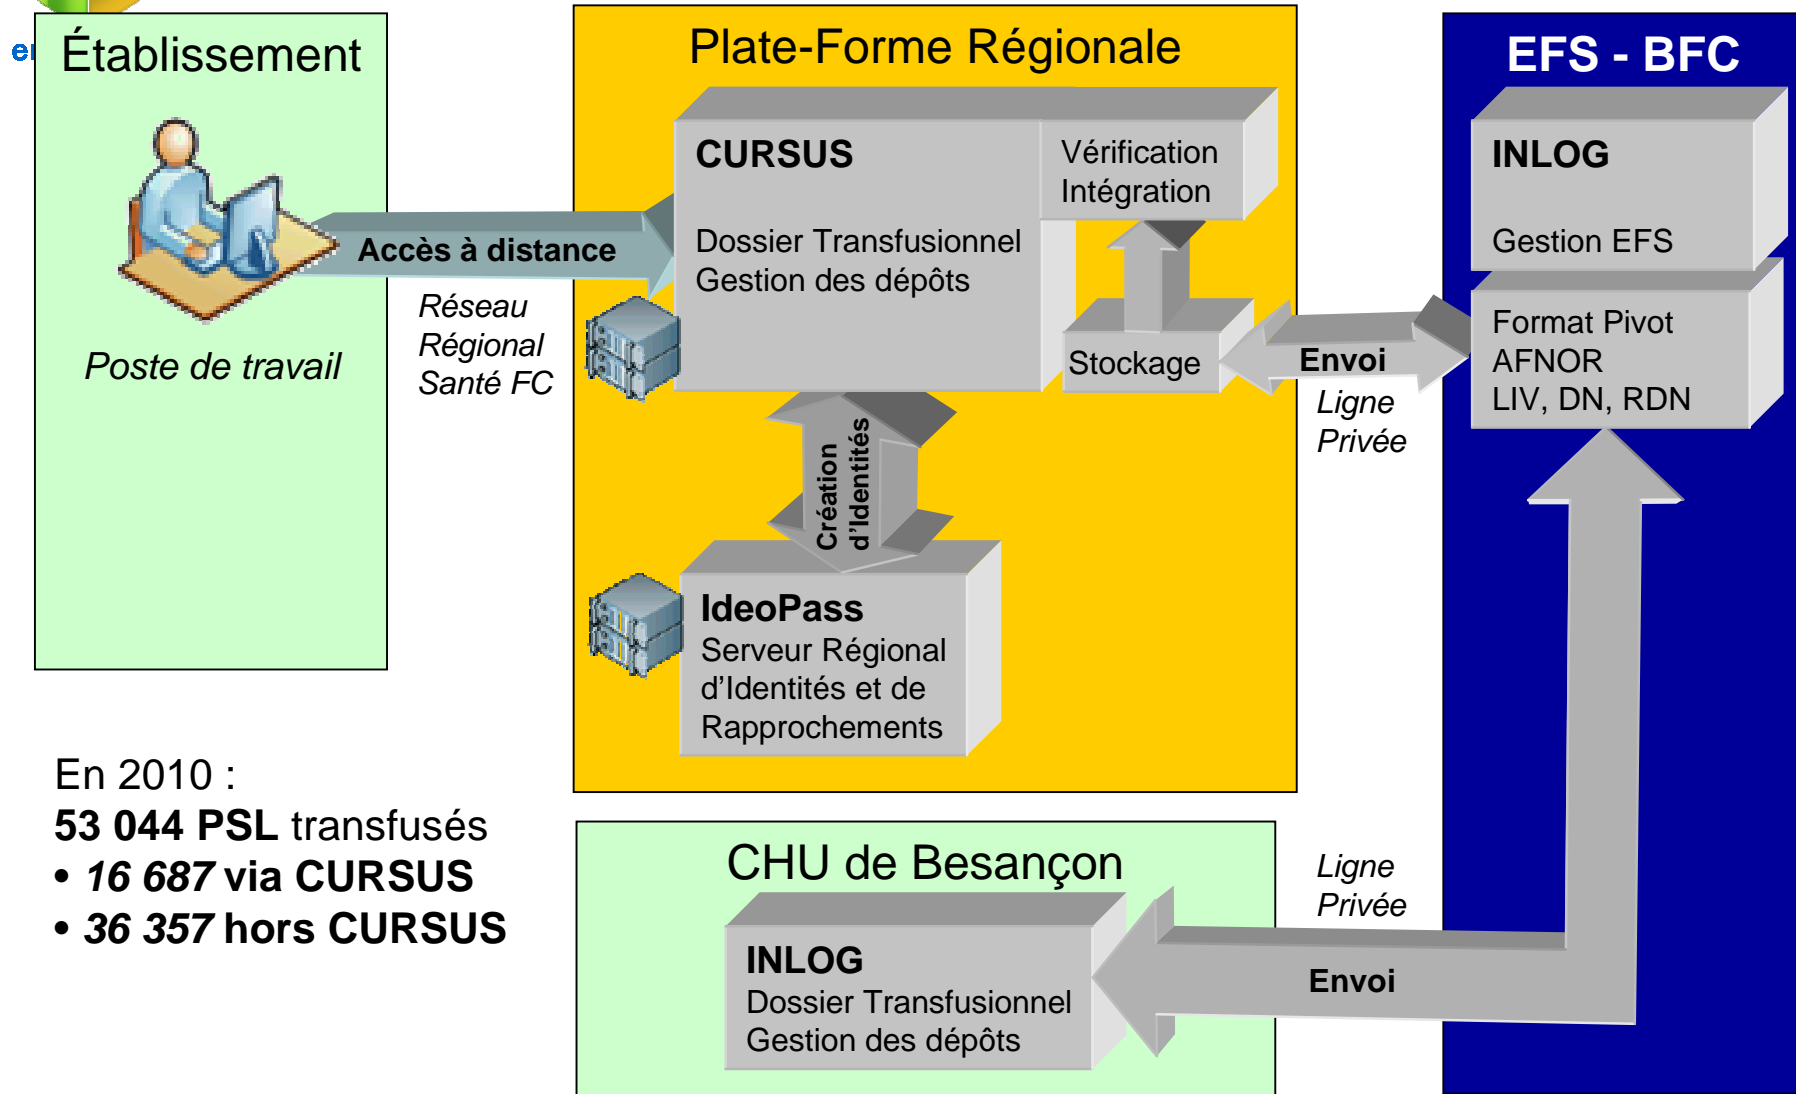 Établissement
Poste de travail
Accès à distance
Réseau
Régional
Santé FC
Plate-Forme Régionale
CURSUS
Dossier Transfusionnel
Gestion des dépôts
Vérification
Intégration
Stockage
Création
d'Identités
IdeoPass
Serveur Régional
d'Identités et de
Rapprochements
Envoi
Ligne
Privée
EFS - BFC
INLOG
Gestion EFS
Format Pivot
AFNOR
LIV, DN, RDN
En 2010 :
53 044 PSL transfusés
• 16 687 via CURSUS
• 36 357 hors CURSUS
CHU de Besançon
INLOG
Dossier Transfusionnel
Gestion des dépôts
Ligne
Privée
Envoi